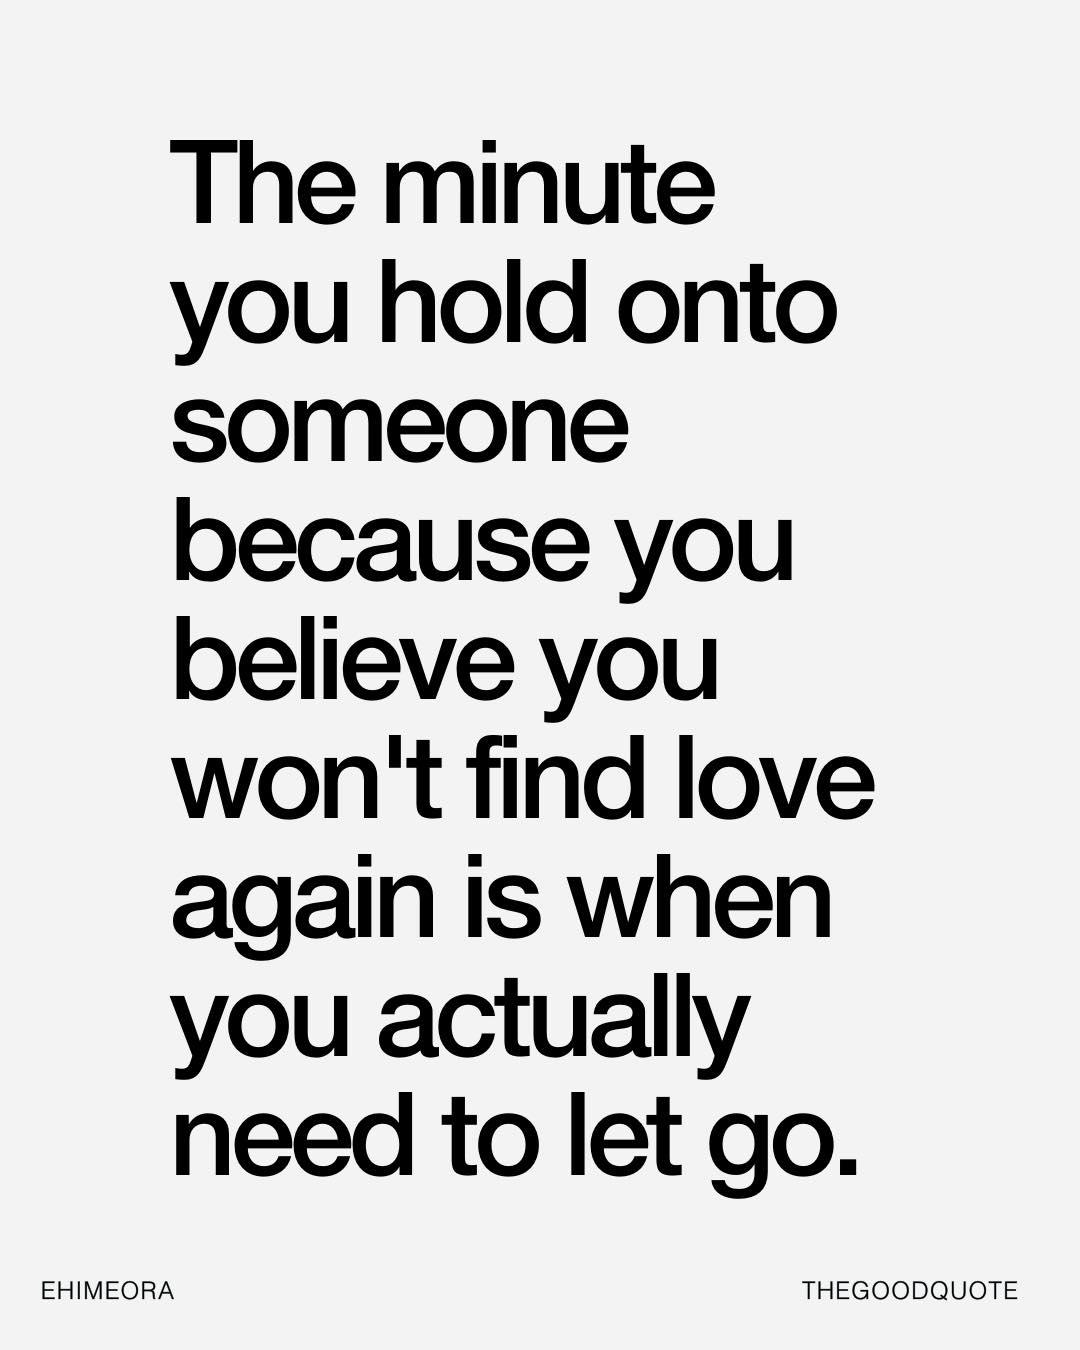 The minute
you hold onto
someone
because you
believe you
won't find love
again is when
you actually
need to let go.
EHIMEORA
THEGOODQUOTE